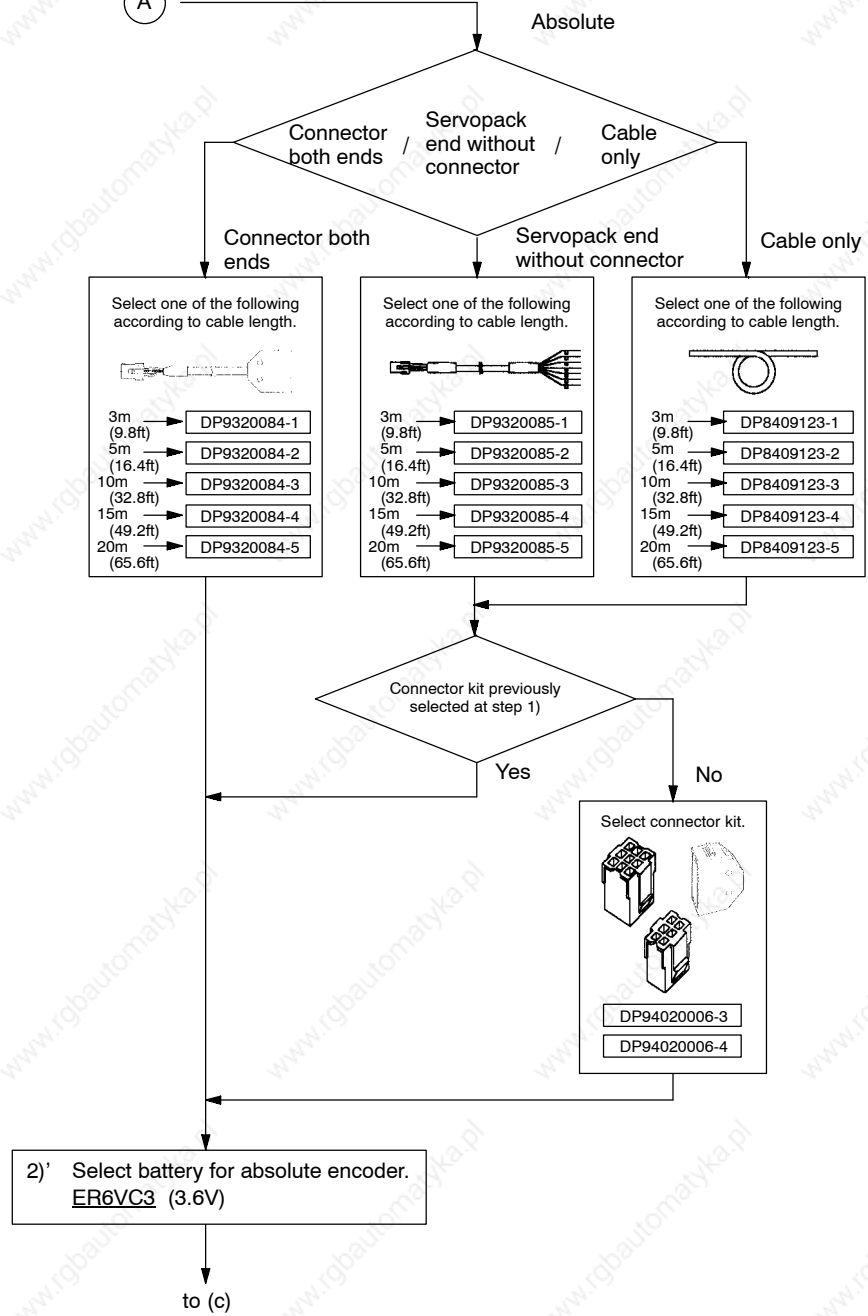 A
Absolute
Connector
both ends
/
Servopack
end without
connector
/
Cable
only
Connector both
ends
Servopack end
without connector
Cable only
Select one of the following
according to cable length.
3m
(9.8ft)
DP9320084-1
5m
(16.4ft)
DP9320084-2
10m
(32.8ft)
DP9320084-3
15m
(49.2ft)
DP9320084-4
20m
(65.6ft)
DP9320084-5
Select one of the following
according to cable length.
3m
(9.8ft)
DP9320085-1
5m
(16.4ft)
DP9320085-2
10m
(32.8ft)
DP9320085-3
15m
(49.2ft)
DP9320085-4
20m
(65.6ft)
DP9320085-5
Select one of the following
according to cable length.
3m
(9.8ft)
DP8409123-1
5m
(16.4ft)
DP8409123-2
10m
(32.8ft)
DP8409123-3
15m
(49.2ft)
DP8409123-4
20m
(65.6ft)
DP8409123-5
Connector kit previously
selected at step 1)
Yes
No
Select connector kit.
DP94020006-3
DP94020006-4
2)’ Select battery for absolute encoder.
ER6VC3 (3.6V)
to (c)
www.rgbautomatyka.pl